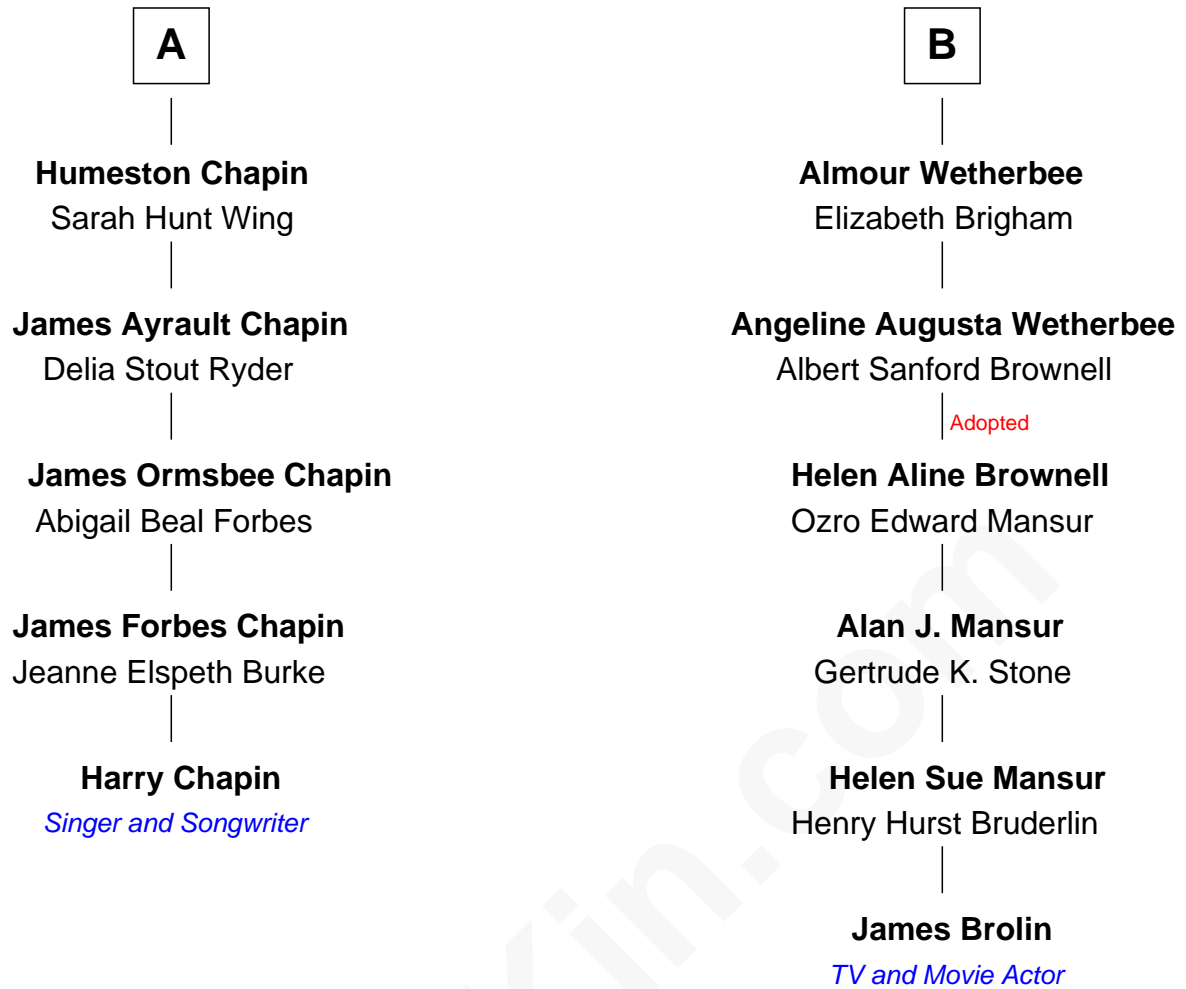 A
Humeston Chapin
Sarah Hunt Wing
James Ayrault Chapin
Delia Stout Ryder
James Ormsbee Chapin
Abigail Beal Forbes
James Forbes Chapin
Jeanne Elspeth Burke
Harry Chapin
Singer and Songwriter
B
Almour Wetherbee
Elizabeth Brigham
Angeline Augusta Wetherbee
Albert Sanford Brownell
Adopted
Helen Aline Brownell
Ozro Edward Mansur
Alan J. Mansur
Gertrude K. Stone
Helen Sue Mansur
Henry Hurst Bruderlin
James Brolin
TV and Movie Actor
Kin.com